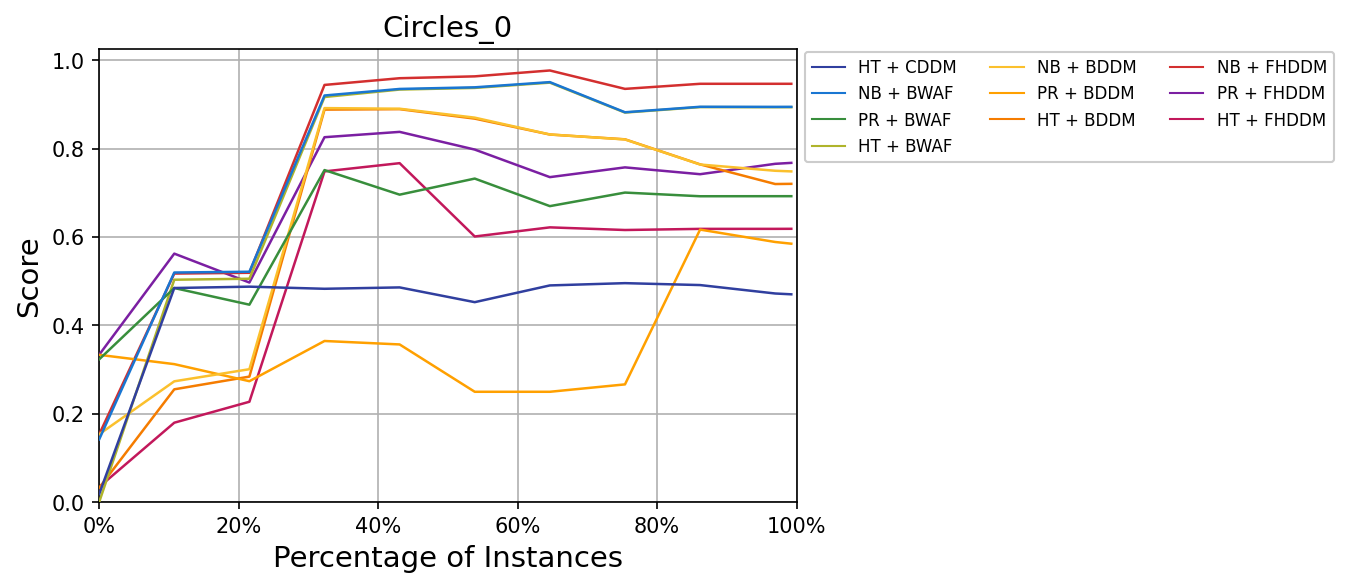 Circles_0
1.0
0.8
0.6
0.4
0.2
0.0
Score
0% 20% 40% 60% 80% 100%
Percentage of Instances
HT + CDDM
NB + BWAF
PR + BWAF
HT + BWAF
NB + BDDM
PR + BDDM
HT + BDDM
NB + FHDDM
PR + FHDDM
HT + FHDDM